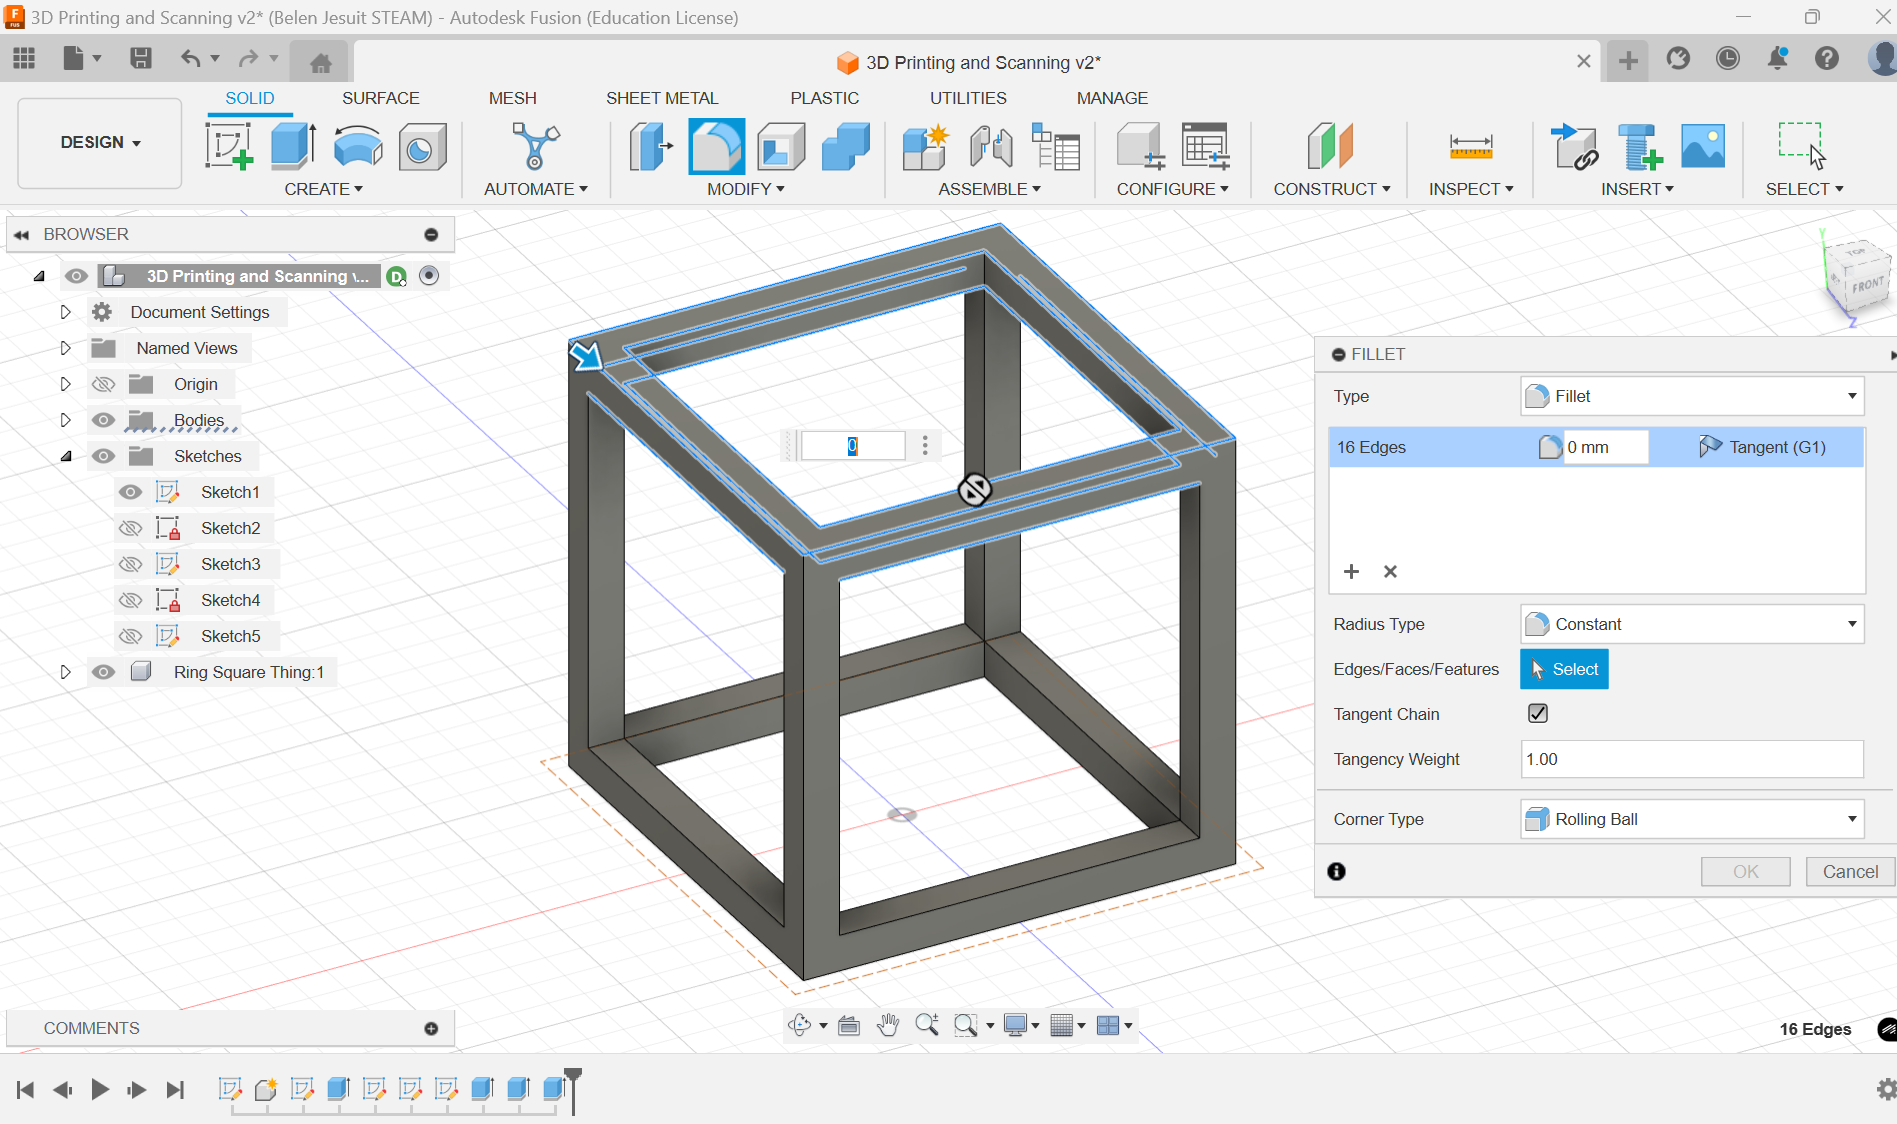 3D Printing and Scanning v2* (Belen Jesuit STEAM) - Autodesk Fusion (Education License)
3D Printing and Scanning v2*
SOLID SURFACE MESH SHEET METAL PLASTIC UTILITIES MANAGE
DESIGN
CREATE AUTOMATE MODIFY ASSEMBLE CONFIGURE CONSTRUCT INSPECT INSERT SELECT
BROWSER
3D Printing and Scanning v...
D
Document Settings
Named Views
Origin
Bodies
Sketches
Sketch1
Sketch2
Sketch3
Sketch4
Sketch5
Ring Square Thing:1
0
Y
TOP
FRONT
Z
FILLET
Type Fillet
16 Edges 0 mm Tangent (G1)
Radius Type Constant
Edges/Faces/Features Select
Tangent Chain
Tangency Weight 1.00
Corner Type Rolling Ball
OK Cancel
COMMENTS
16 Edges